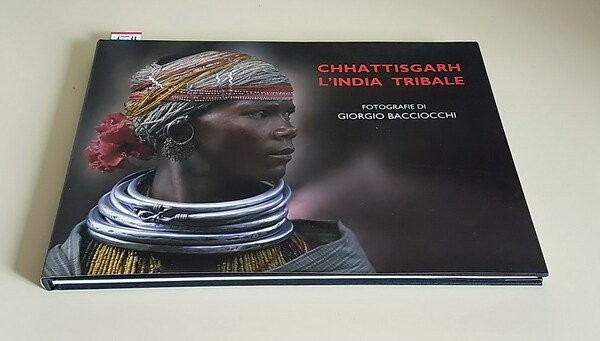 CHHATTISGARH
L'INDIA TRIBALE
FOTOGRAFIE DI
GIORGIO BACCIOCCHI